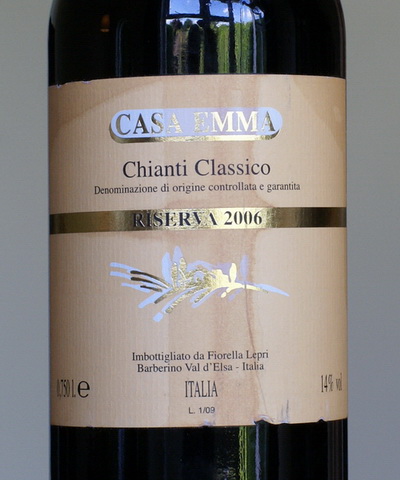 CASA EMMA
Chianti Classico
Denominazione di origine controllata e garantita
RISERVA 2006
Imbottigliato da Fiorella Lepri
Barberino Val d'Elsa - Italia
0,750 L e
ITALIA
14% vol
L. 1/09